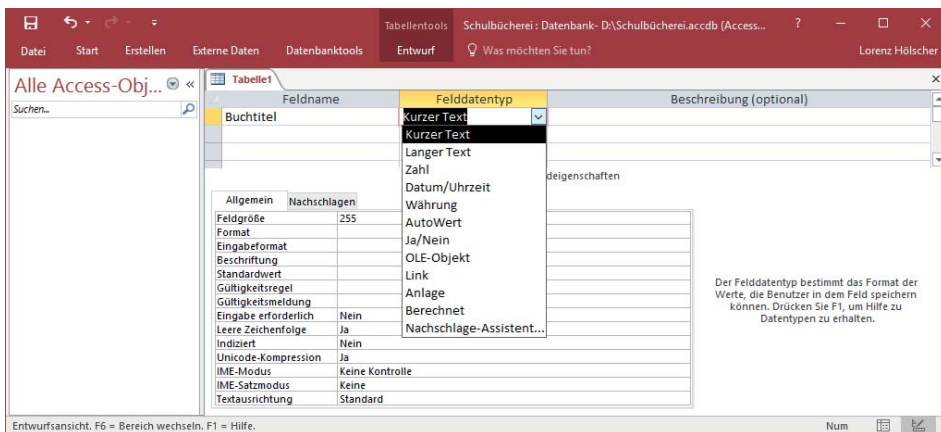 Tabellentools
Schulbücherei : Datenbank- D:\Schulbücherei.accdb (Access...
?
Datei Start Erstellen Externe Daten Datenbanktools Entwurf Was möchten Sie tun? Lorenz Hölscher
Alle Access-Obj... «
Suchen...
Tabelle1
Feldname Felddatentyp Beschreibung (optional)
Buchtitel Kurzer Text
Kurzer Text
Langer Text
Zahl
Datum/Uhrzeit
Währung
AutoWert
Ja/Nein
OLE-Objekt
Link
Anlage
Berechnet
Nachschlage-Assistent...
deigenschaften
Allgemein Nachschlagen
Feldgröße 255
Format
Eingabeformat
Beschriftung
Standardwert
Gültigkeitsregel
Gültigkeitsmeldung
Eingabe erforderlich Nein
Leere Zeichenfolge Ja
Indiziert Nein
Unicode-Kompression Ja
IME-Modus Keine Kontrolle
IME-Satzmodus Keine
Textausrichtung Standard
Der Felddatentyp bestimmt das Format der
Werte, die Benutzer in dem Feld speichern
können. Drücken Sie F1, um Hilfe zu
Datentypen zu erhalten.
Entwurfsansicht. F6 = Bereich wechseln. F1 = Hilfe. Num